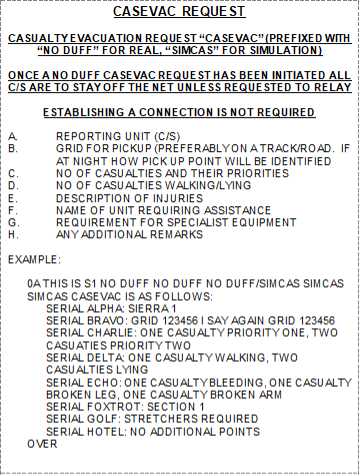 CASEVAC REQUEST
CASUALTY EVACUATION REQUEST “CASEVAC” (PREFIXED WITH
“NO DUFF” FOR REAL, “SIMCAS” FOR SIMULATION)
ONCE A NO DUFF CASEVAC REQUEST HAS BEEN INITIATED ALL
C/S ARE TO STAY OFF THE NET UNLESS REQUESTED TO RELAY
ESTABLISHING A CONNECTION IS NOT REQUIRED
A. REPORTING UNIT (C/S)
B. GRID FOR PICKUP (PREFERABLY ON A TRACK/ROAD. IF
AT NIGHT HOW PICK UP POINT WILL BE IDENTIFIED
C. NO OF CASUALTIES AND THEIR PRIORITIES
D. NO OF CASUALTIES WALKING/LYING
E. DESCRIPTION OF INJURIES
F. NAME OF UNIT REQUIRING ASSISTANCE
G. REQUIREMENT FOR SPECIALIST EQUIPMENT
H. ANY ADDITIONAL REMARKS
EXAMPLE:
0A THIS IS S1 NO DUFF NO DUFF NO DUFF/SIMCAS SIMCAS
SIMCAS CASEVAC IS AS FOLLOWS:
SERIAL ALPHA: SIERRA 1
SERIAL BRAVO: GRID 123456 I SAY AGAIN GRID 123456
SERIAL CHARLIE: ONE CASUALTY PRIORITY ONE, TWO
CASUATIES PRIORITY TWO
SERIAL DELTA: ONE CASUALTY WALKING, TWO
CASUALTIES LYING
SERIAL ECHO: ONE CASUALTY BLEEDING, ONE CASUALTY
BROKEN LEG, ONE CASUALTY BROKEN ARM
SERIAL FOXTROT: SECTION 1
SERIAL GOLF: STRETCHERS REQUIRED
SERIAL HOTEL: NO ADDITIONAL POINTS
OVER